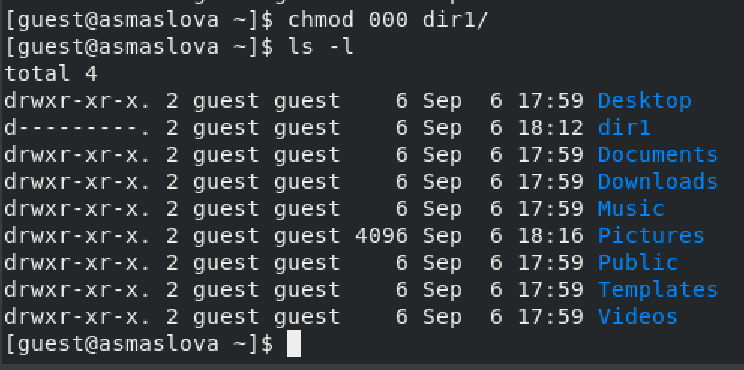 [guest@asmaslova ~]$ chmod 000 dir1/
[guest@asmaslova ~]$ ls -l
total 4
drwxr-xr-x. 2 guest guest    6 Sep  6 17:59 Desktop
d---------. 2 guest guest    6 Sep  6 18:12 dir1
drwxr-xr-x. 2 guest guest    6 Sep  6 17:59 Documents
drwxr-xr-x. 2 guest guest    6 Sep  6 17:59 Downloads
drwxr-xr-x. 2 guest guest    6 Sep  6 17:59 Music
drwxr-xr-x. 2 guest guest 4096 Sep  6 18:16 Pictures
drwxr-xr-x. 2 guest guest    6 Sep  6 17:59 Public
drwxr-xr-x. 2 guest guest    6 Sep  6 17:59 Templates
drwxr-xr-x. 2 guest guest    6 Sep  6 17:59 Videos
[guest@asmaslova ~]$